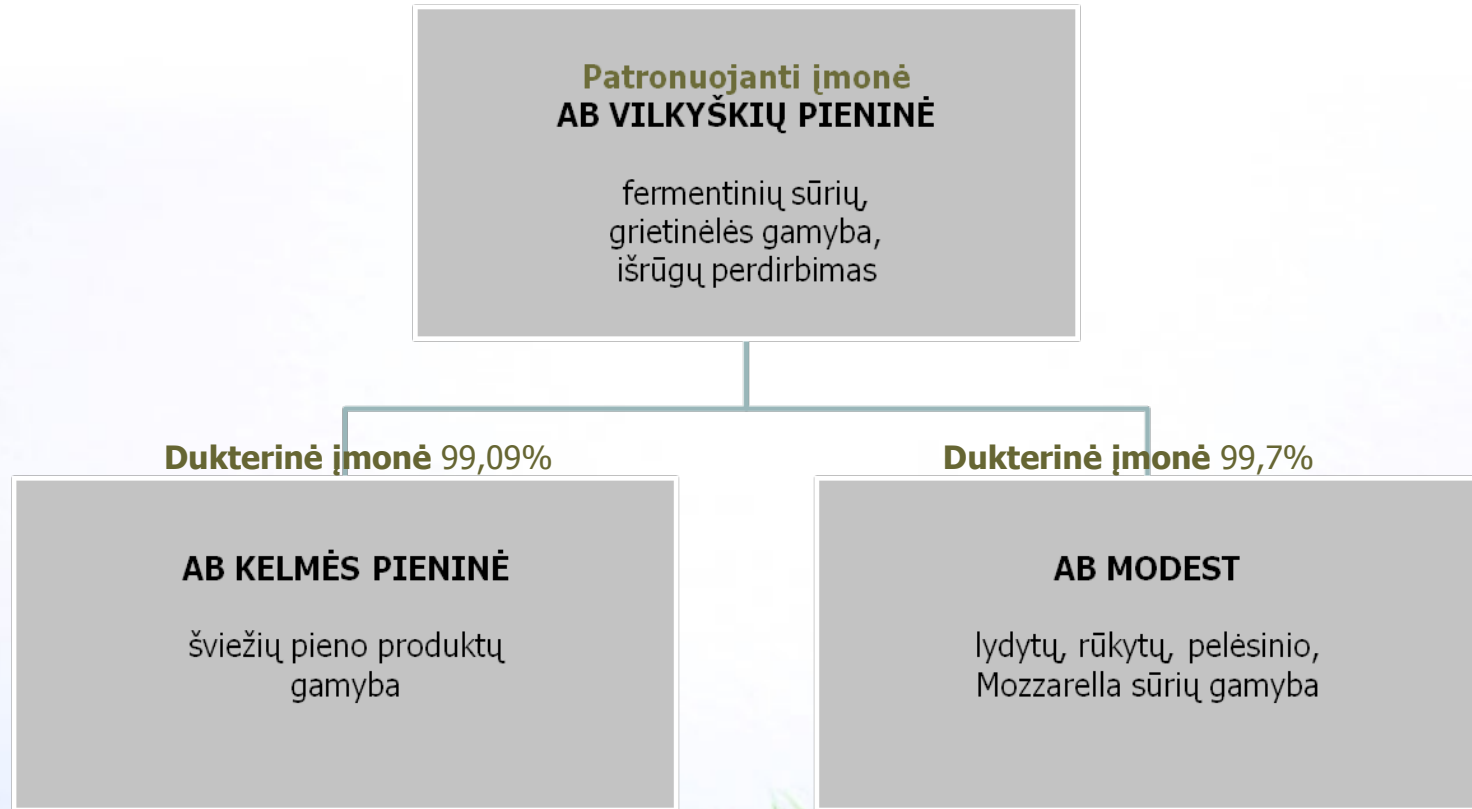 Patronuojanti įmonė
AB VILKYŠKIŲ PIENINĖ
fermentinių sūrių,
grietinėlės gamyba,
išrūgų perdirbimas
Dukterinė įmonė 99,09%
AB KELMĖS PIENINĖ
šviežių pieno produktų
gamyba
Dukterinė įmonė 99,7%
AB MODEST
lydytų, rūkytų, pelėsinio,
Mozzarella sūrių gamyba